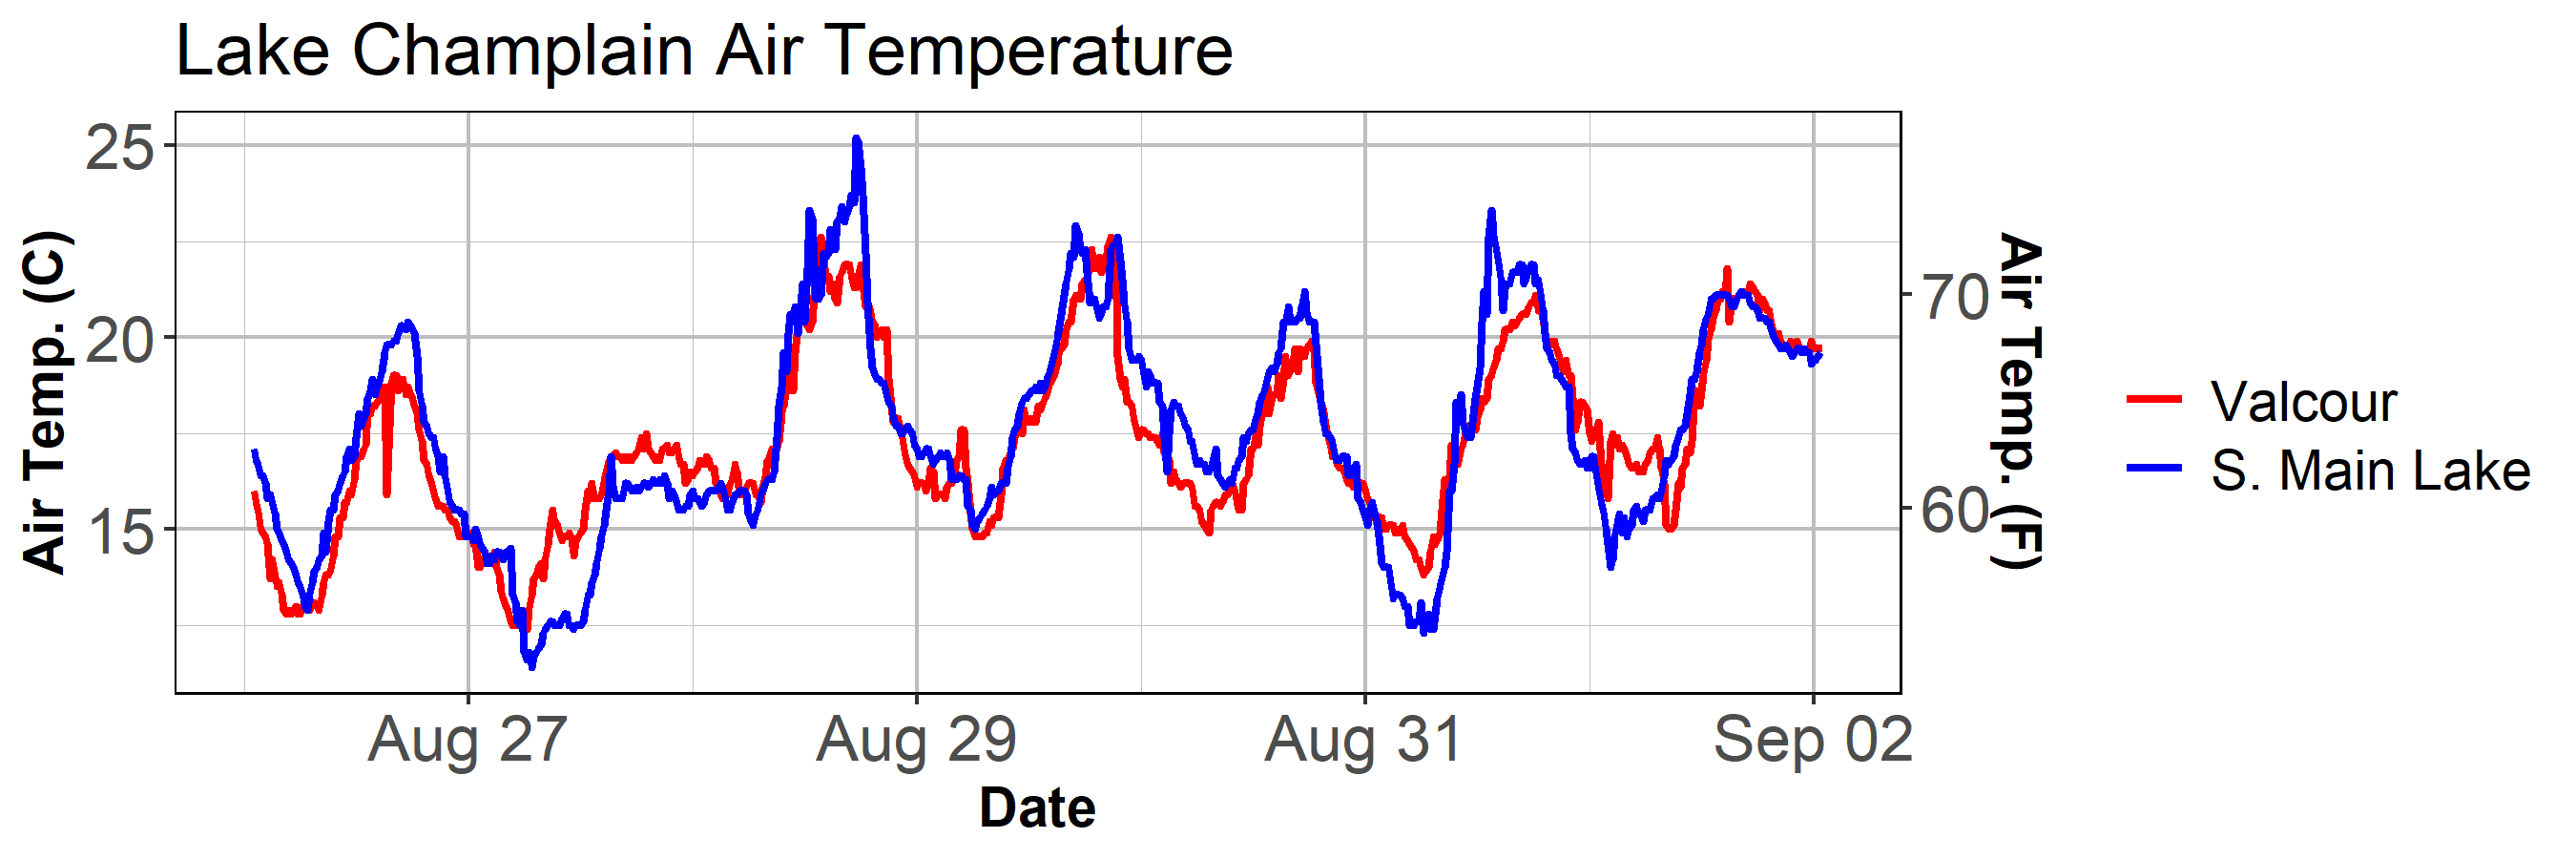 Lake Champlain Air Temperature
Air Temp. (C)
25
20
15
Aug 27
Aug 29
Aug 31
Sep 02
Date
70
60
Air Temp. (F)
Valcour
S. Main Lake